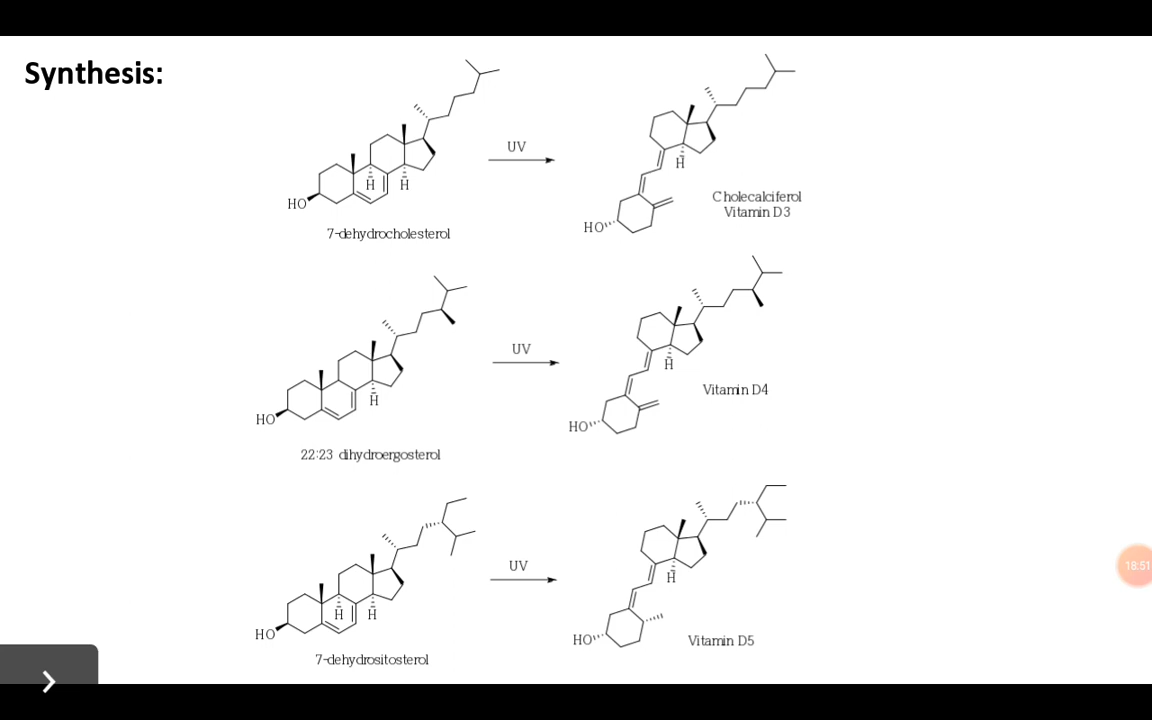 Synthesis:
UV
H
H
HO
7-dehydrocholesterol
H
HO
Cholecalciferol
Vitamin D3
UV
H
HO
22:23 dihydroergosterol
H
HO
Vitamin D4
UV
H
H
HO
7-dehydrositosterol
H
HO
Vitamin D5
18:51